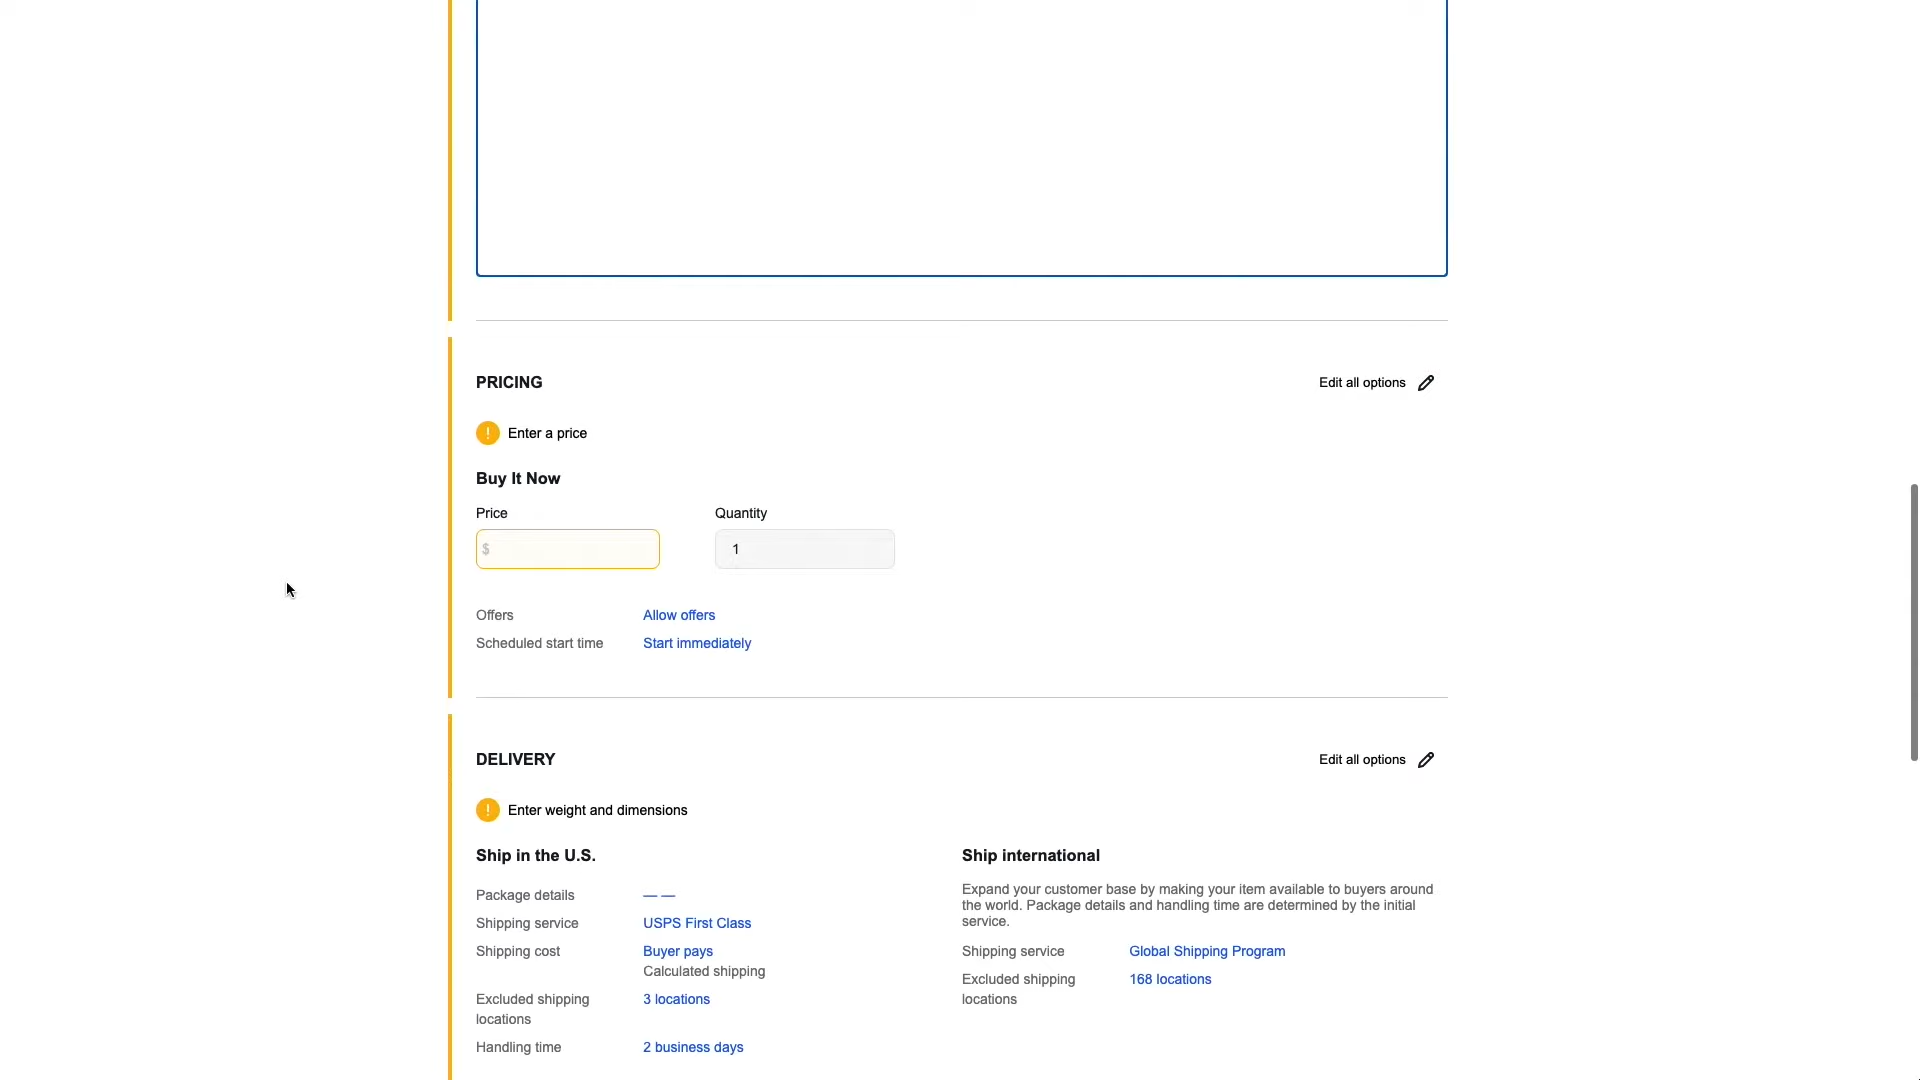 PRICING
Edit all options
! Enter a price
Buy It Now
Price Quantity
$ 1
Offers Allow offers
Scheduled start time Start immediately
DELIVERY
Edit all options
! Enter weight and dimensions
Ship in the U.S.
Package details — —
Shipping service USPS First Class
Shipping cost Buyer pays
Calculated shipping
Excluded shipping 3 locations
locations
Handling time 2 business days
Ship international
Expand your customer base by making your item available to buyers around
the world. Package details and handling time are determined by the initial
service.
Shipping service Global Shipping Program
Excluded shipping 168 locations
locations